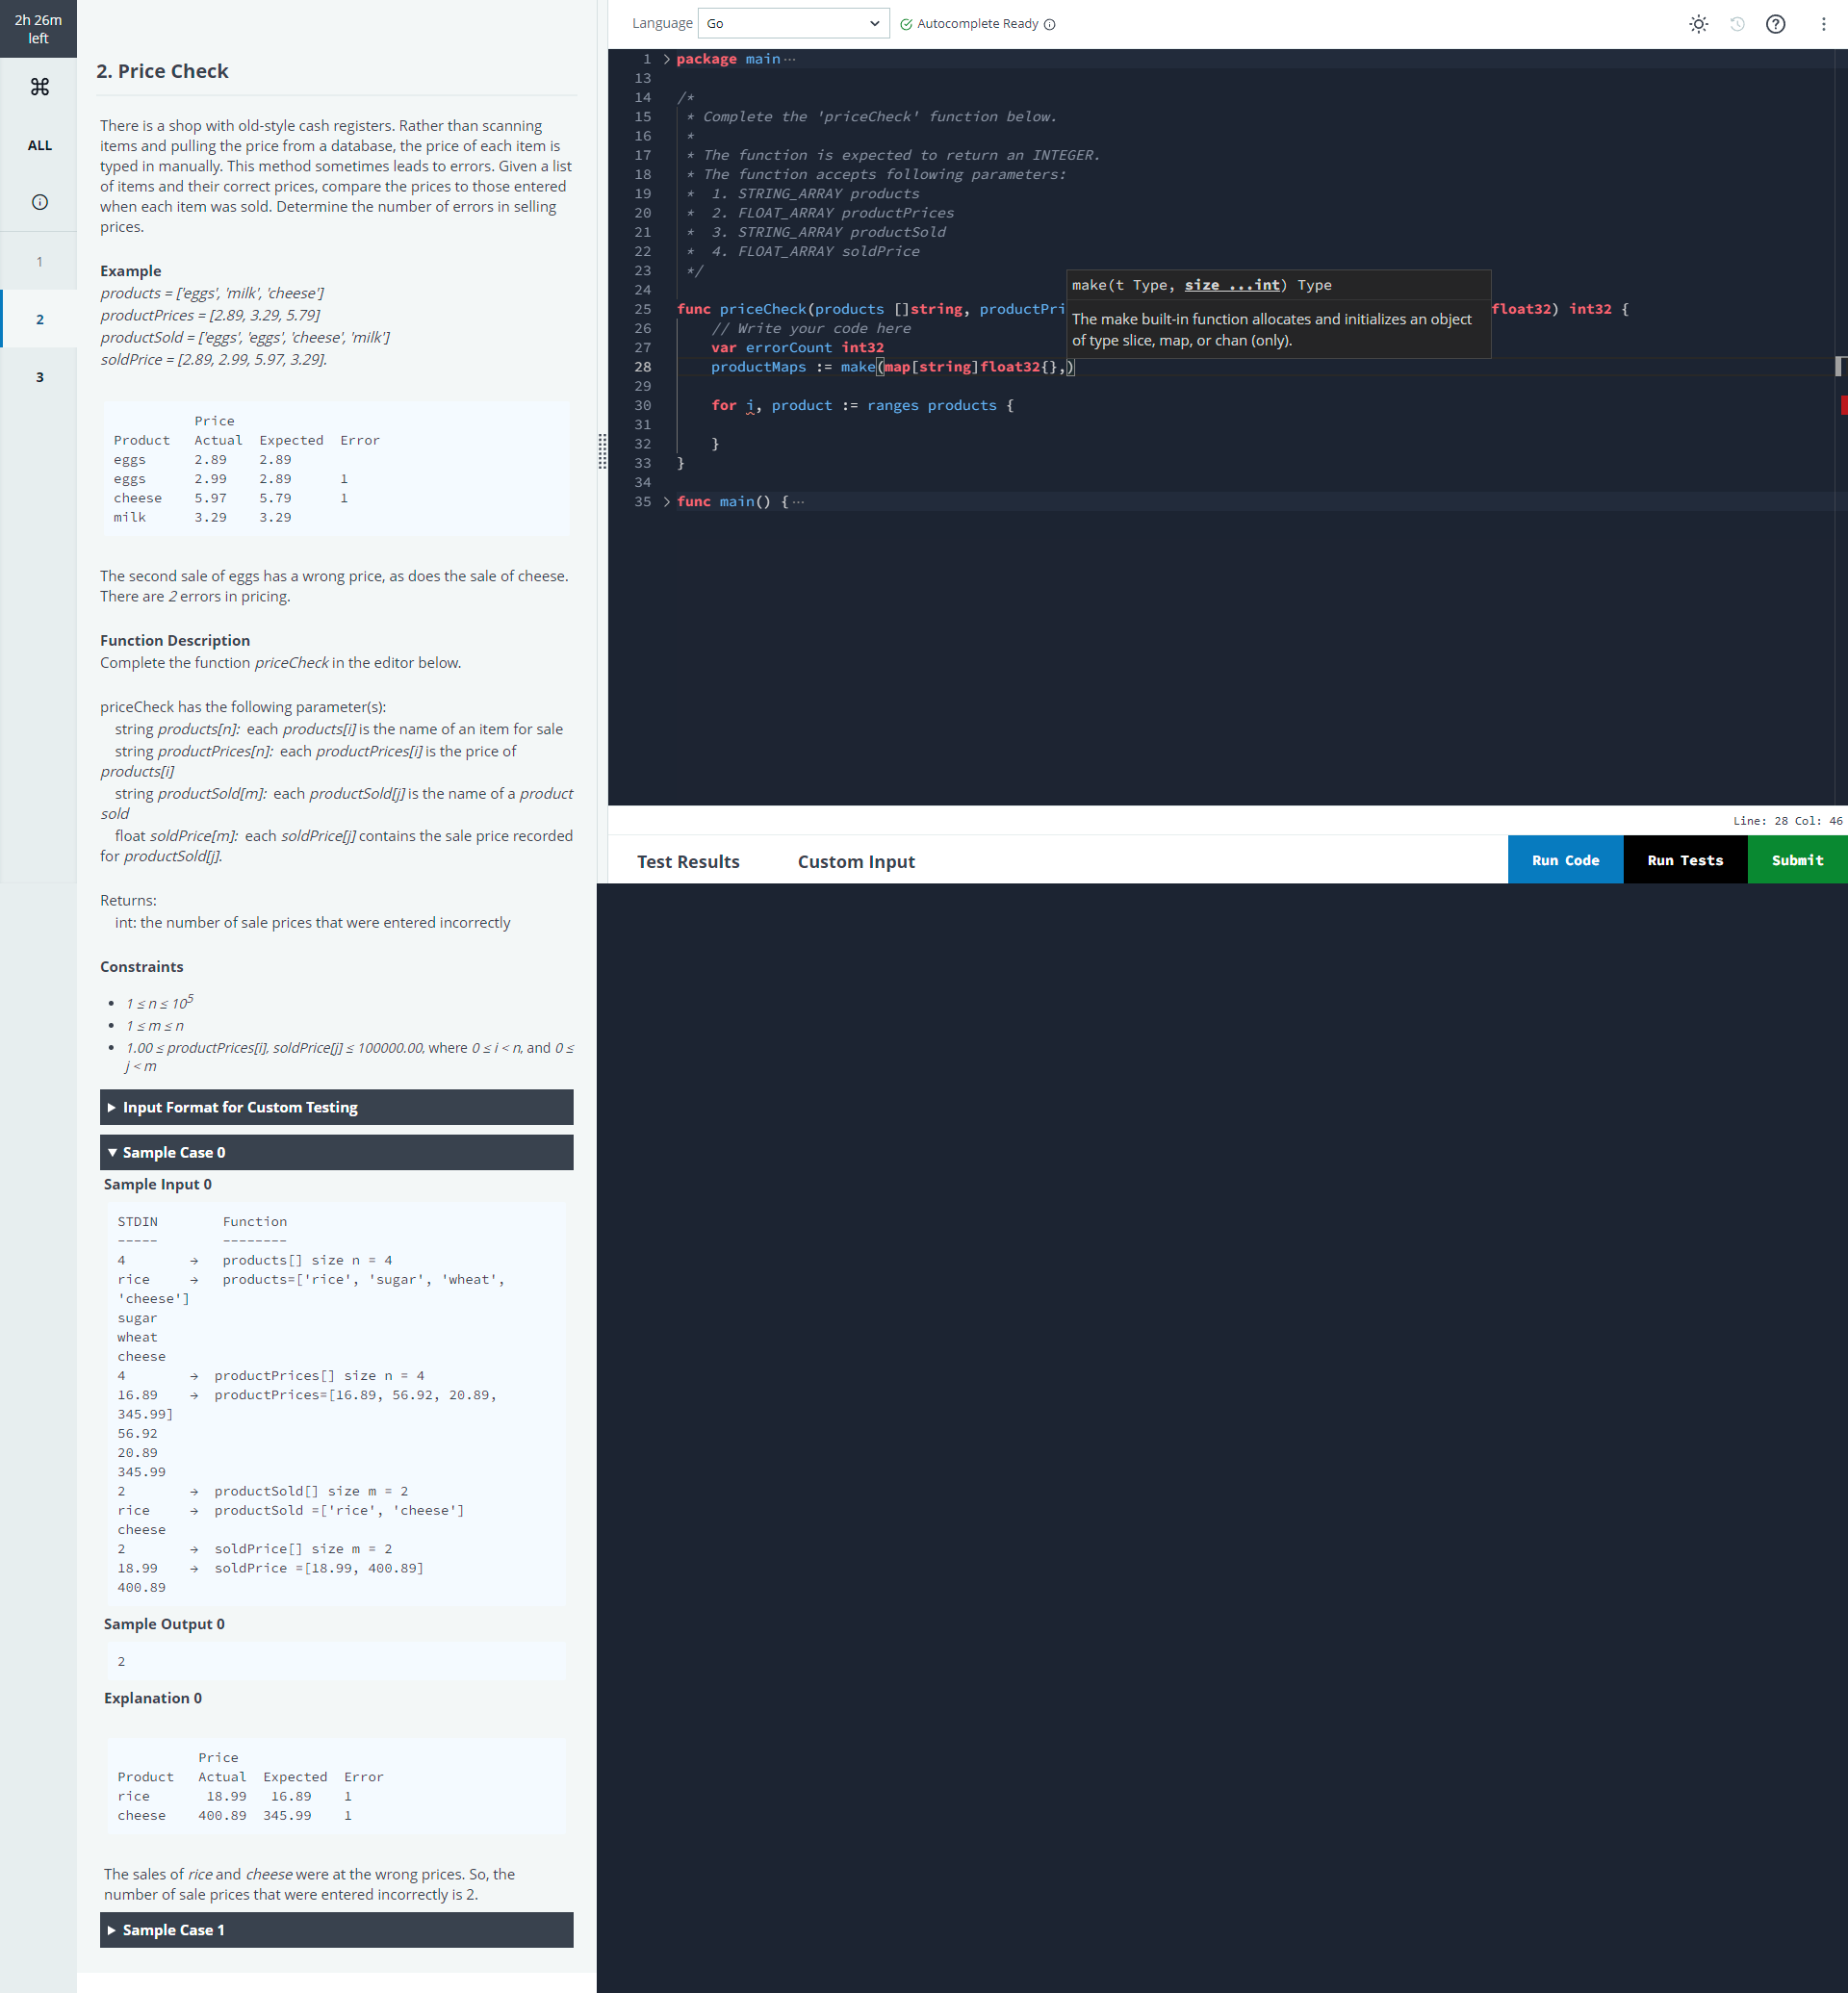 2h 26m
left
ALL
1
2
3
2. Price Check
There is a shop with old-style cash registers. Rather than scanning
items and pulling the price from a database, the price of each item is
typed in manually. This method sometimes leads to errors. Given a list
of items and their correct prices, compare the prices to those entered
when each item was sold. Determine the number of errors in selling
prices.
Example
products = ['eggs', 'milk', 'cheese']
productPrices = [2.89, 3.29, 5.79]
productSold = ['eggs', 'eggs', 'cheese', 'milk']
soldPrice = [2.89, 2.99, 5.97, 3.29].
Price
Product Actual Expected Error
eggs 2.89 2.89
eggs 2.99 2.89 1
cheese 5.97 5.79 1
milk 3.29 3.29
The second sale of eggs has a wrong price, as does the sale of cheese.
There are 2 errors in pricing.
Function Description
Complete the function priceCheck in the editor below.
priceCheck has the following parameter(s):
string products[n]: each products[i] is the name of an item for sale
string productPrices[n]: each productPrices[i] is the price of
products[i]
string productSold[m]: each productSold[j] is the name of a product
sold
float soldPrice[m]: each soldPrice[j] contains the sale price recorded
for productSold[j].
Returns:
int: the number of sale prices that were entered incorrectly
Constraints
• 1 ≤ n ≤ 10^5
• 1 ≤ m ≤ n
• 1.00 ≤ productPrices[i], soldPrice[j] ≤ 100000.00, where 0 ≤ i < n, and 0 ≤
j < m
▶ Input Format for Custom Testing
▼ Sample Case 0
Sample Input 0
STDIN Function
----- --------
4 → products[] size n = 4
rice → products=['rice', 'sugar', 'wheat',
'cheese']
sugar
wheat
cheese
4 → productPrices[] size n = 4
16.89 → productPrices=[16.89, 56.92, 20.89,
345.99]
56.92
20.89
345.99
2 → productSold[] size m = 2
rice → productSold =['rice', 'cheese']
cheese
2 → soldPrice[] size m = 2
18.99 → soldPrice =[18.99, 400.89]
400.89
Sample Output 0
2
Explanation 0
Price
Product Actual Expected Error
rice 18.99 16.89 1
cheese 400.89 345.99 1
The sales of rice and cheese were at the wrong prices. So, the
number of sale prices that were entered incorrectly is 2.
▶ Sample Case 1
Language Go Autocomplete Ready
1 > package main ···
13
14 /*
15 * Complete the 'priceCheck' function below.
16 *
17 * The function is expected to return an INTEGER.
18 * The function accepts following parameters:
19 * 1. STRING_ARRAY products
20 * 2. FLOAT_ARRAY productPrices
21 * 3. STRING_ARRAY productSold
22 * 4. FLOAT_ARRAY soldPrice
23 */
24
make(t Type, size ...int) Type
The make built-in function allocates and initializes an object
of type slice, map, or chan (only).
25 func priceCheck(products []string, productPri float32) int32 {
26 // Write your code here
27 var errorCount int32
28 productMaps := make(map[string]float32{},)
29
30 for i, product := ranges products {
31
32 }
33 }
34
35 > func main() { ···
Line: 28 Col: 46
Test Results Custom Input Run Code Run Tests Submit